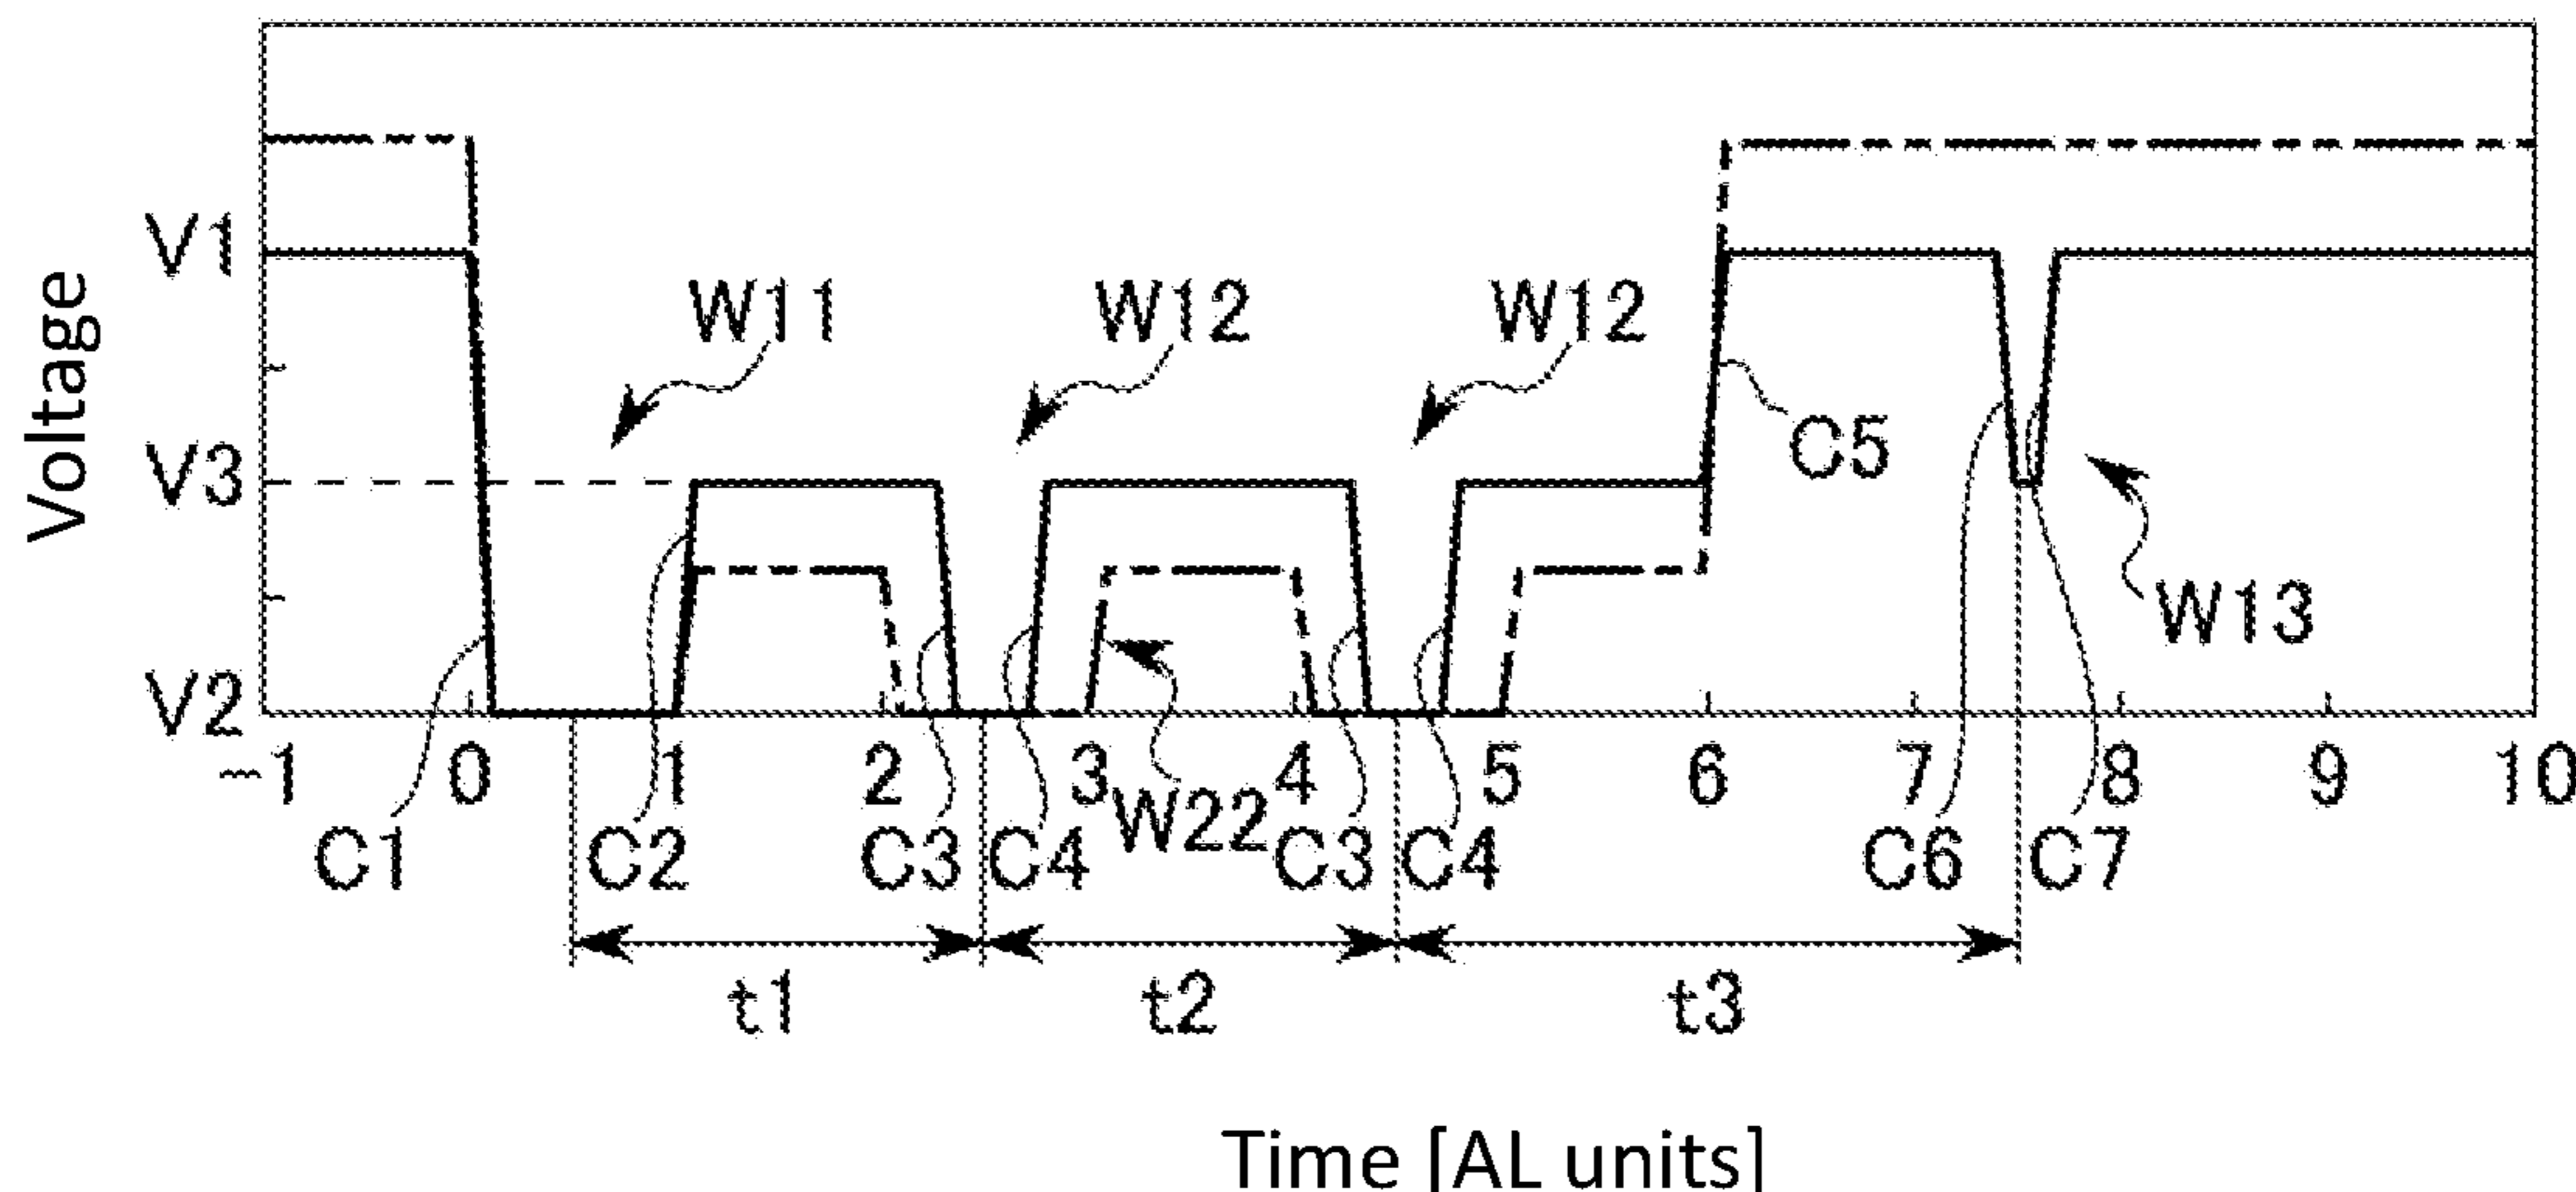 Voltage
V1
V3
V2
W11
W12
W12
C5
W13
-1 0 1 2 3 4 5 6 7 8 9 10
W22
C1 C2 C3 C4 C3 C4 C6 C7
t1 t2 t3
Time [AL units]